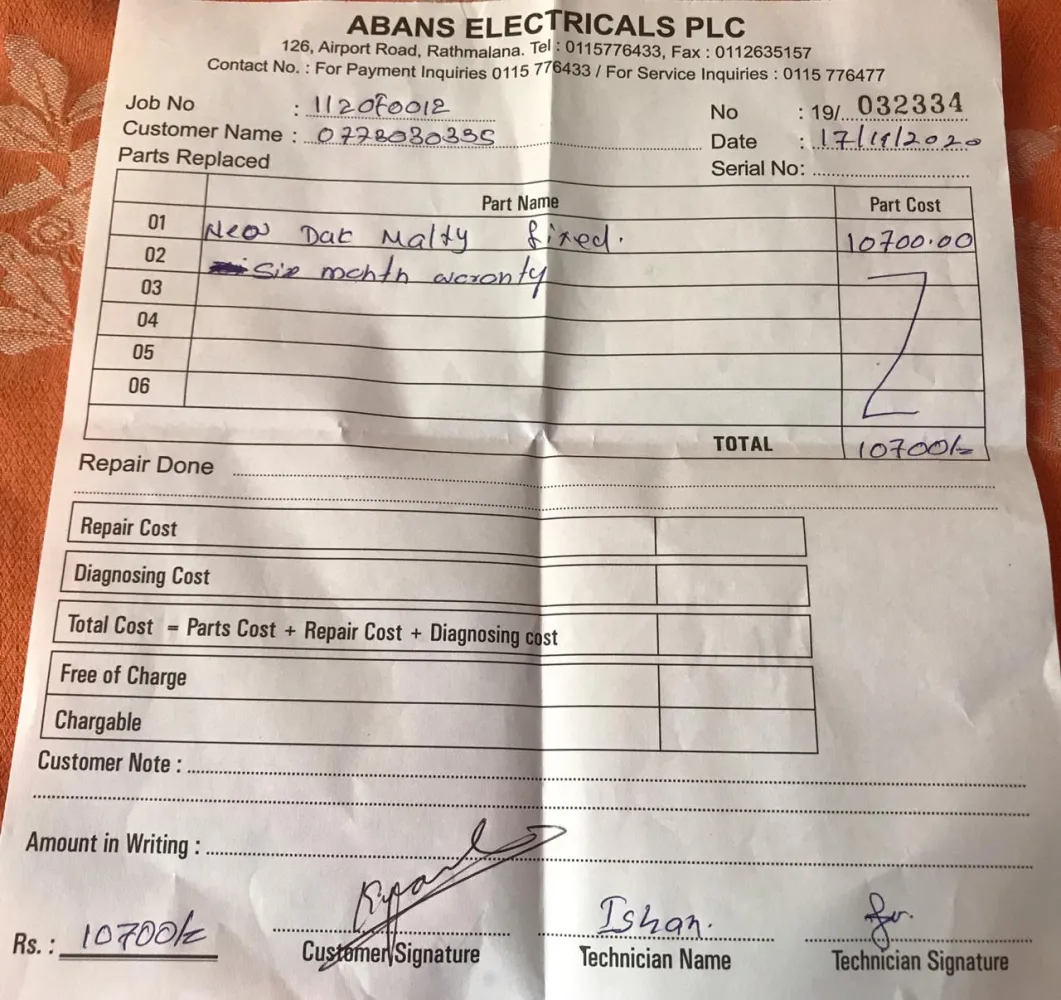 ABANS ELECTRICALS PLC
126, Airport Road, Rathmalana. Tel : 0115776433, Fax : 0112635157
Contact No. : For Payment Inquiries 0115 776433 / For Service Inquiries : 0115 776477
Job No : 1120F0012 No : 19/ 032334
Customer Name : 0778080335 Date : 17/11/2020
Parts Replaced Serial No:
Part Name Part Cost
01 New Dat Malty fixed. 10700.00
02 six month waronty
03
04
05
06
TOTAL 10700/=
Repair Done
Repair Cost
Diagnosing Cost
Total Cost = Parts Cost + Repair Cost + Diagnosing cost
Free of Charge
Chargable
Customer Note :
Amount in Writing :
Rs. : 10700/= Ishan.
Customer Signature Technician Name Technician Signature